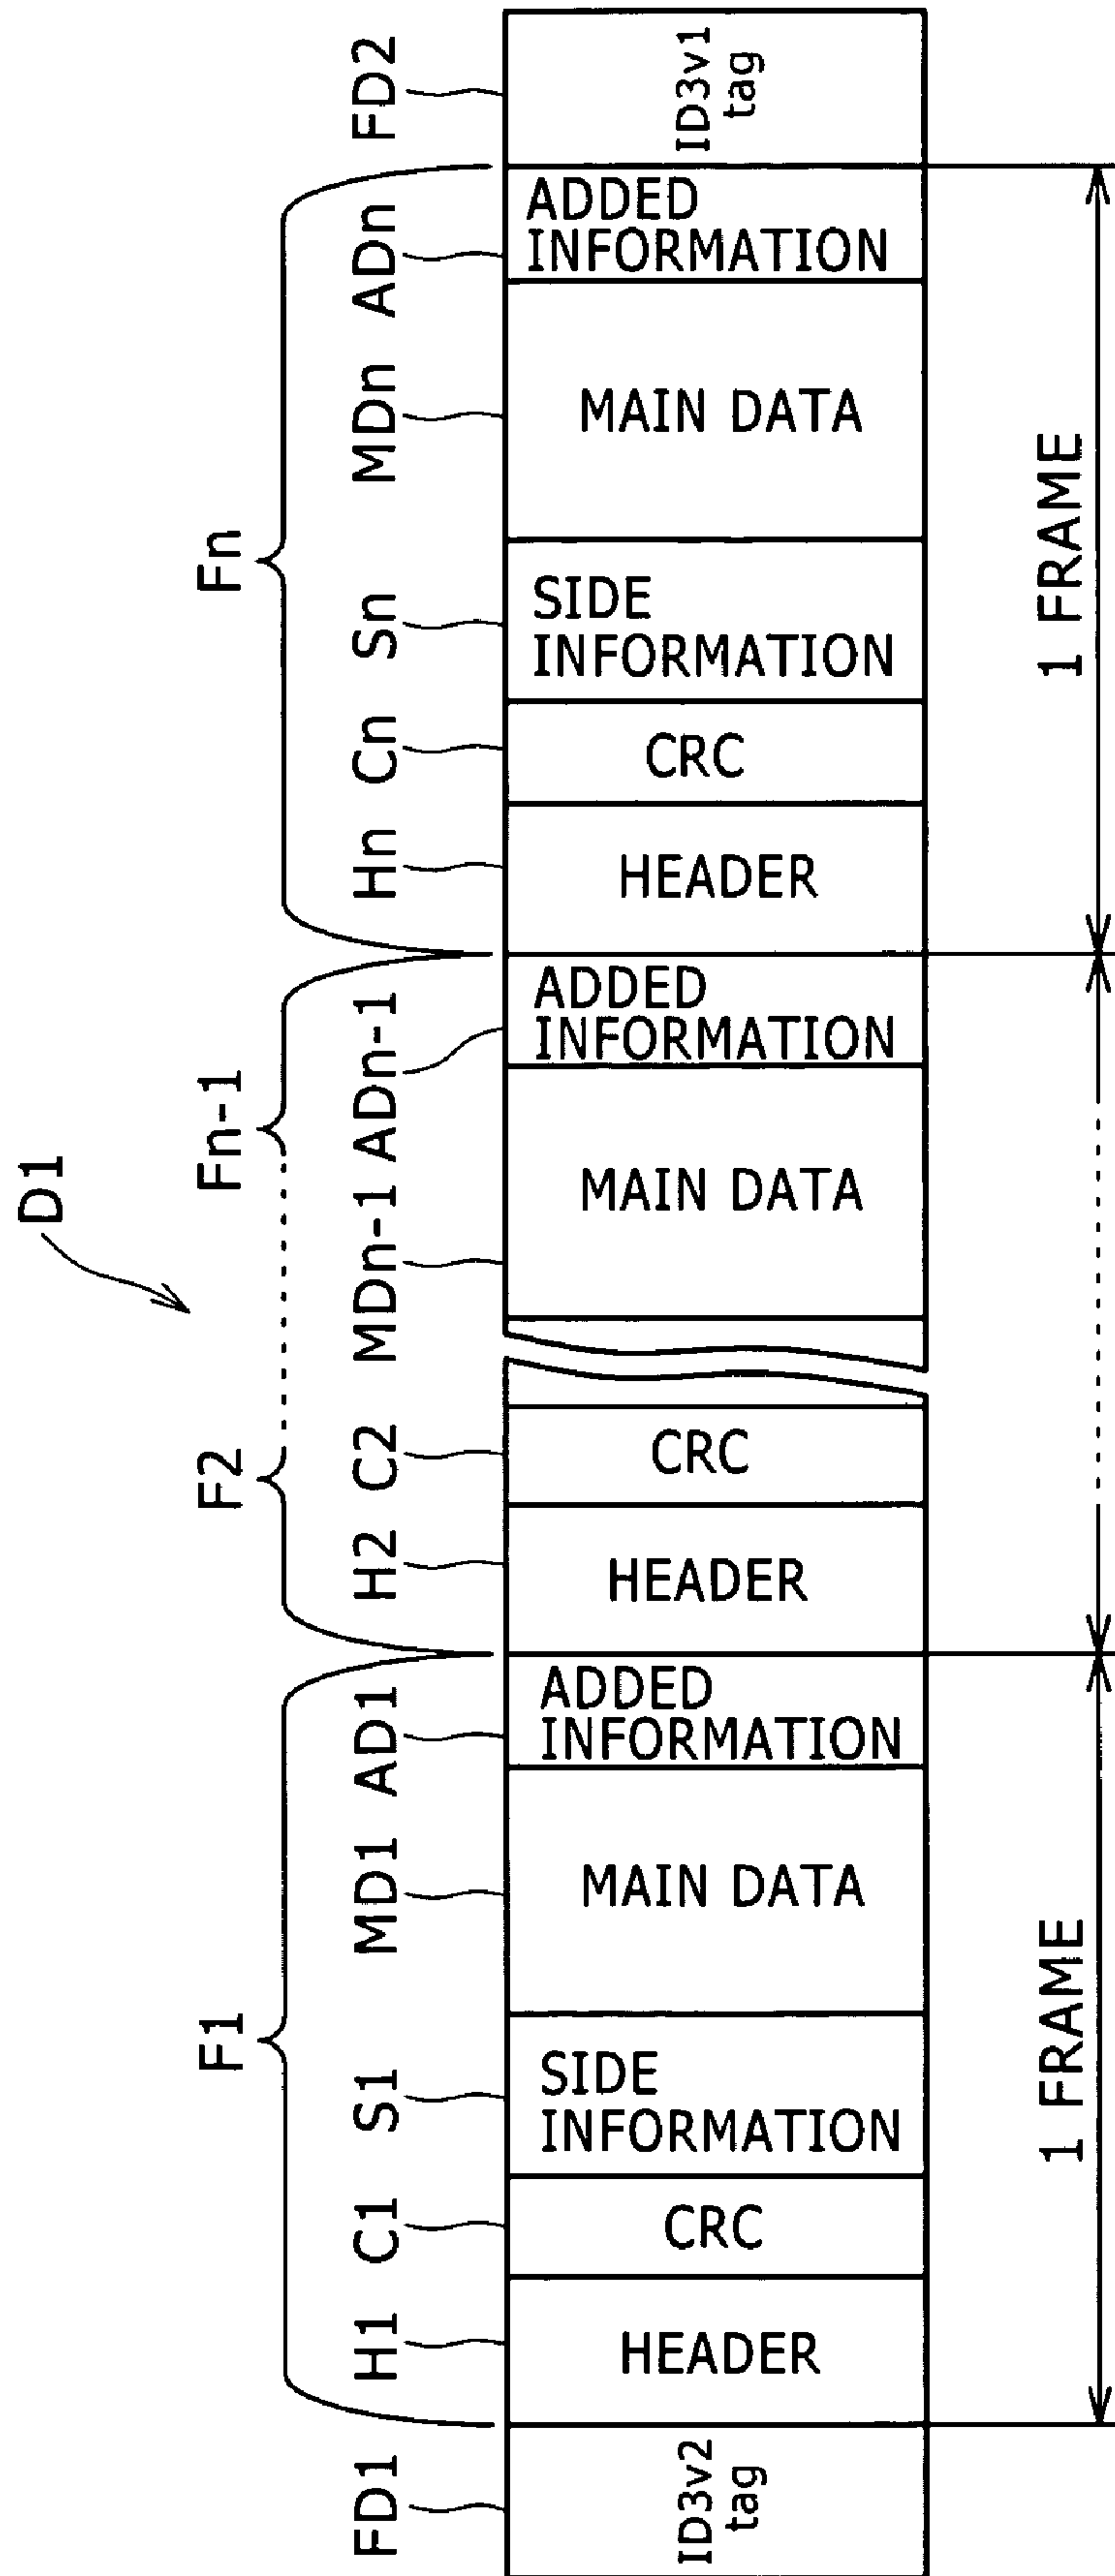 D1
F1
F2
Fn-1
Fn
FD1
H1
C1
S1
MD1
AD1
H2
C2
MDn-1
ADn-1
Hn
Cn
Sn
MDn
ADn
FD2
ID3v2
tag
HEADER
CRC
SIDE
INFORMATION
MAIN DATA
ADDED
INFORMATION
HEADER
CRC
MAIN DATA
ADDED
INFORMATION
HEADER
CRC
SIDE
INFORMATION
MAIN DATA
ADDED
INFORMATION
ID3v1
tag
1 FRAME
1 FRAME